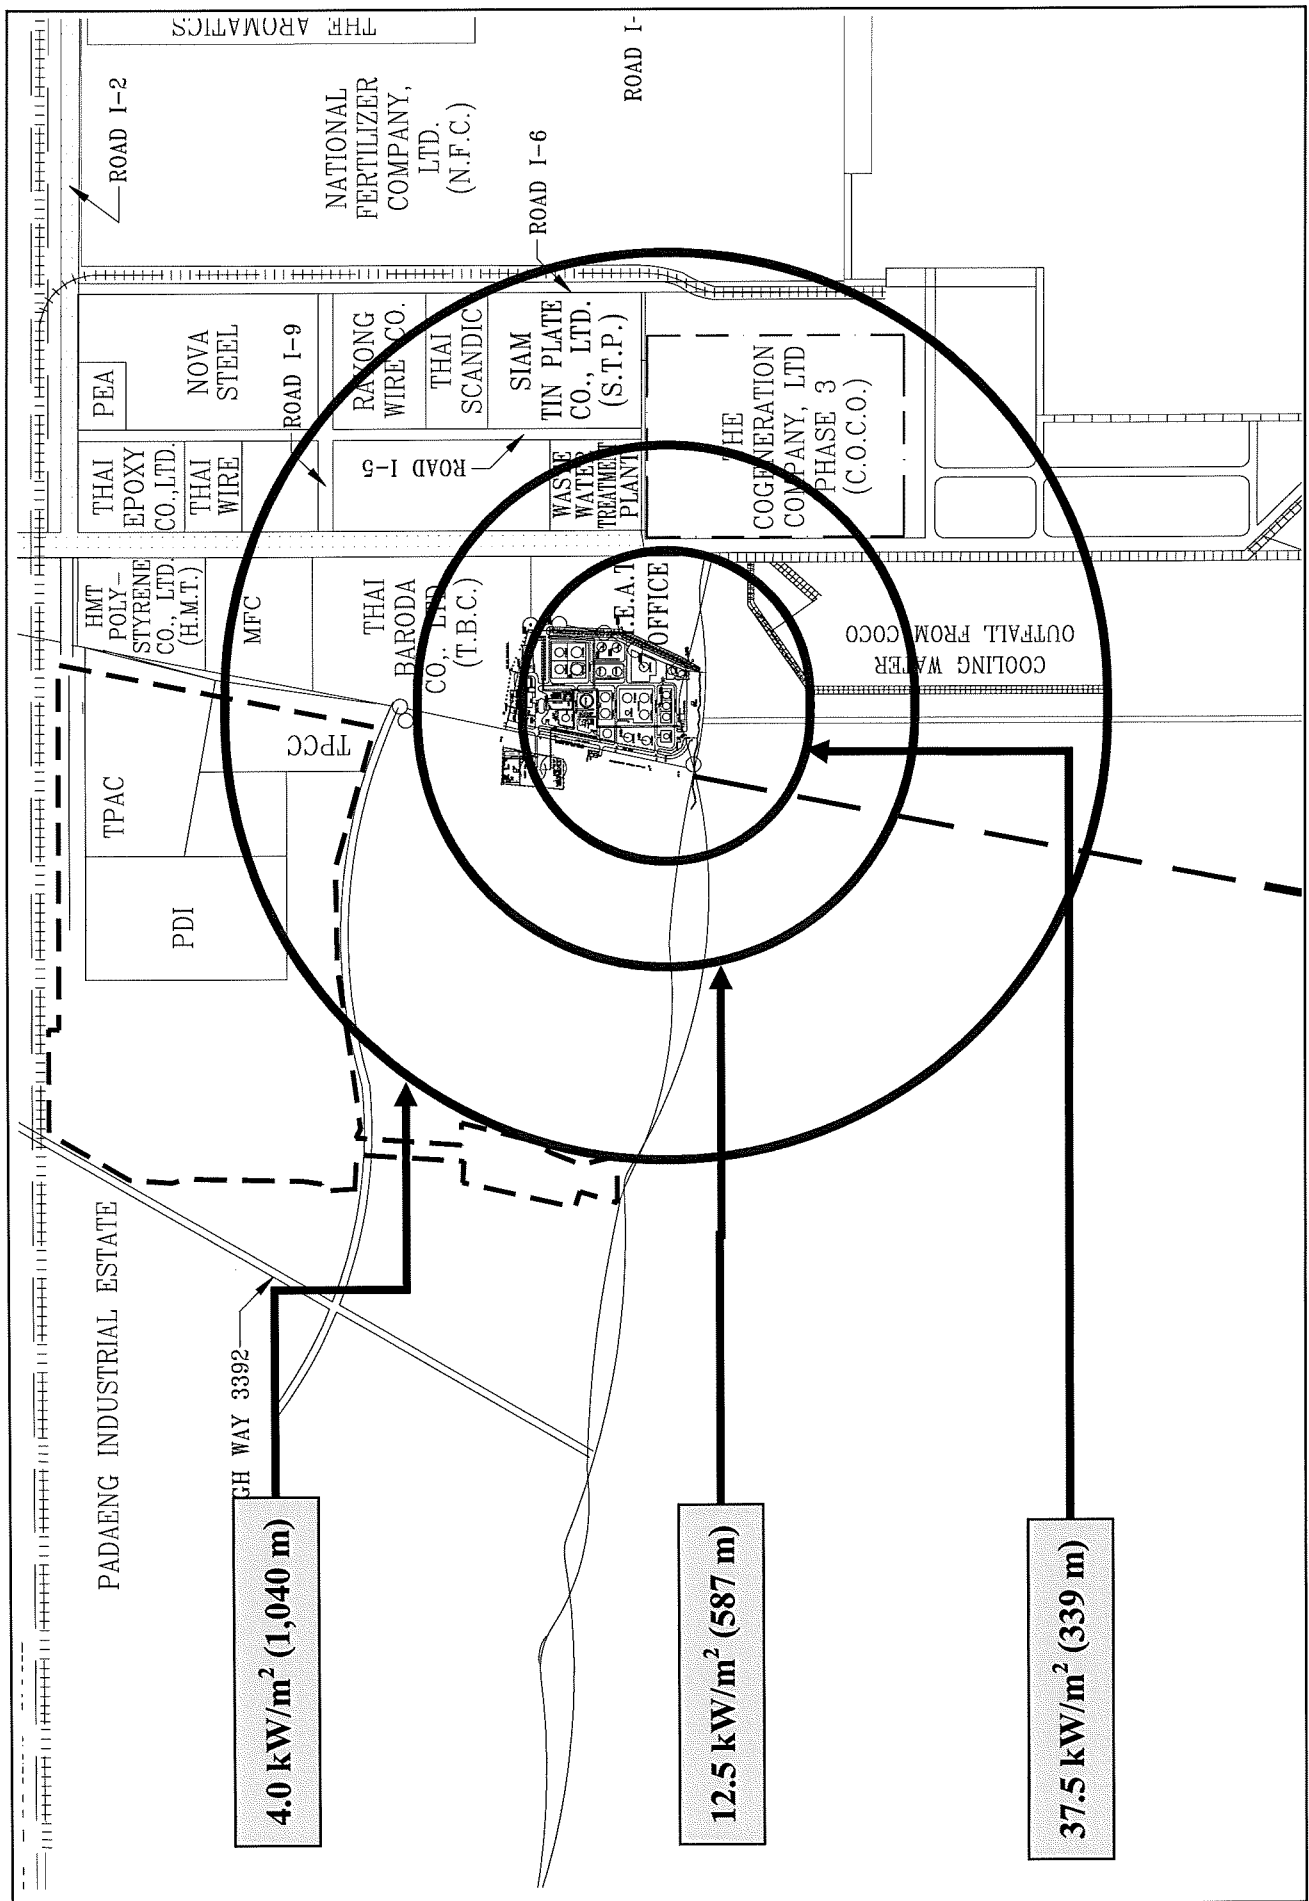 THE AROMATICS
ROAD I-2
NATIONAL
FERTILIZER
COMPANY,
LTD.
(N.F.C.)
ROAD I-6
ROAD I-
PEA
NOVA
STEEL
ROAD I-9
RAYONG
WIRE CO.
THAI
SCANDIC
SIAM
TIN PLATE
CO., LTD.
(S.T.P.)
THE
COGENERATION
COMPANY, LTD
PHASE 3
(C.O.C.O.)
THAI
EPOXY
CO.,LTD.
THAI
WIRE
ROAD I-5
WASTE
WATER
TREATMENT
PLANT
HMT
POLY-
STYRENE
CO., LTD.
(H.M.T.)
MFC
THAI
BARODA
CO,. LTD
(T.B.C.)
.E.A.T
OFFICE
COOLING WATER
OUTFALL FROM COCO
TPCC
TPAC
PDI
PADAENG INDUSTRIAL ESTATE
GH WAY 3392
4.0 kW/m² (1,040 m)
12.5 kW/m² (587 m)
37.5 kW/m² (339 m)